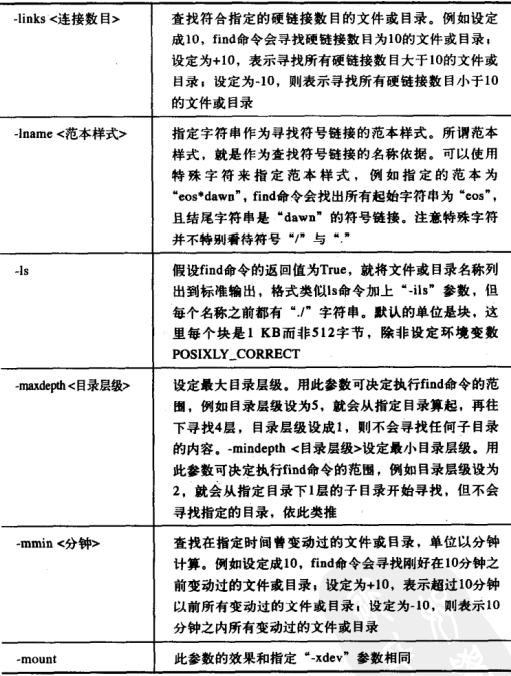 -links <连接数目>
查找符合指定的硬链接数目的文件或目录。例如设定
成10，find命令会寻找硬链接数目为10的文件或目录；
设定为+10，表示寻找所有硬链接数目大于10的文件或
目录；设定为-10，则表示寻找所有硬链接数目小于10
的文件或目录
-lname <范本样式>
指定字符串作为寻找符号链接的范本样式。所谓范本
样式，就是作为查找符号链接的名称依据。可以使用
特殊字符来指定范本样式，例如指定的范本为
“eos*dawn”，find命令会找出所有起始字符串为“eos”，
且结尾字符串是“dawn”的符号链接。注意特殊字符
并不特别看待符号“/”与“.”
-ls
假设find命令的返回值为True，就将文件或目录名称列
出到标准输出，格式类似ls命令加上“-ils”参数，但
每个名称之前都有“./”字符串。默认的单位是块，这
里每个块是1 KB而非512字节，除非设定环境变数
POSIXLY_CORRECT
-maxdepth <目录层级>
设定最大目录层级。用此参数可决定执行find命令的范
围，例如目录层级设为5，就会从指定目录算起，再往
下寻找4层，目录层级设成1，则不会寻找任何子目录
的内容。-mindepth <目录层级>设定最小目录层级。用
此参数可决定执行find命令的范围，例如目录层级设为
2，就会从指定目录下1层的子目录开始寻找，但不会
寻找指定的目录，依此类推
-mmin <分钟>
查找在指定时间曾变动过的文件或目录，单位以分钟
计算。例如设定成10，find命令会寻找刚好在10分钟之
前变动过的文件或目录；设定为+10，表示超过10分钟
以前所有变动过的文件或目录；设定为-10，则表示10
分钟之内所有变动过的文件或目录
-mount
此参数的效果和指定“-xdev”参数相同